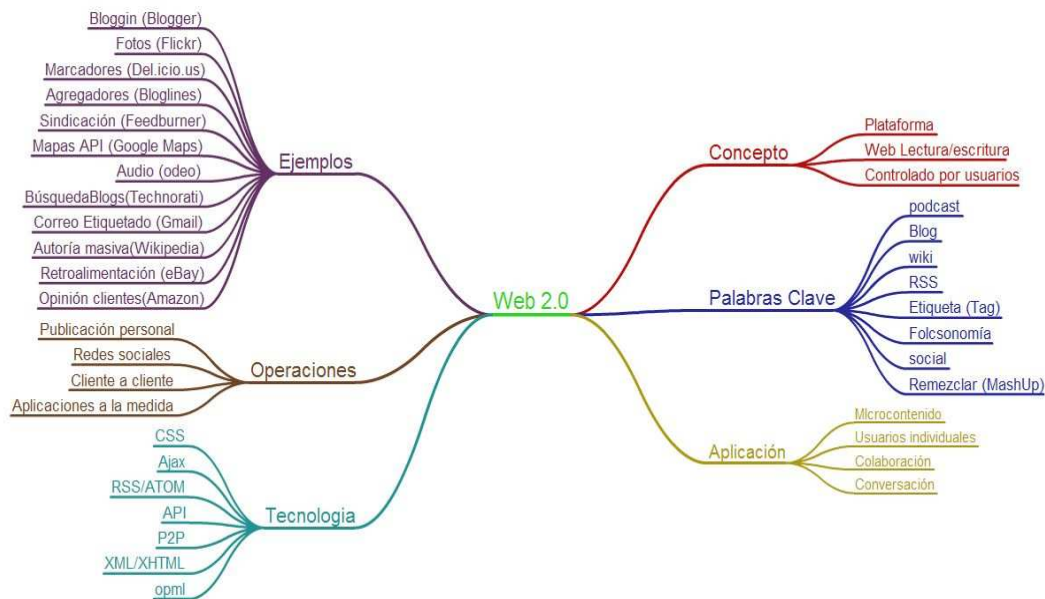 Bloggin (Blogger)
Fotos (Flickr)
Marcadores (Del.icio.us)
Agregadores (Bloglines)
Sindicación (Feedburner)
Mapas API (Google Maps)
Audio (odeo)
BúsquedaBlogs(Technorati)
Correo Etiquetado (Gmail)
Autoría masiva(Wikipedia)
Retroalimentación (eBay)
Opinión clientes(Amazon)
Ejemplos
Publicación personal
Redes sociales
Cliente a cliente
Aplicaciones a la medida
Operaciones
CSS
Ajax
RSS/ATOM
API
P2P
XML/XHTML
opml
Tecnologia
Web 2.0
Concepto
Plataforma
Web Lectura/escritura
Controlado por usuarios
Palabras Clave
podcast
Blog
wiki
RSS
Etiqueta (Tag)
Folcsonomía
social
Remezclar (MashUp)
Aplicación
MIcrocontenido
Usuarios individuales
Colaboración
Conversación